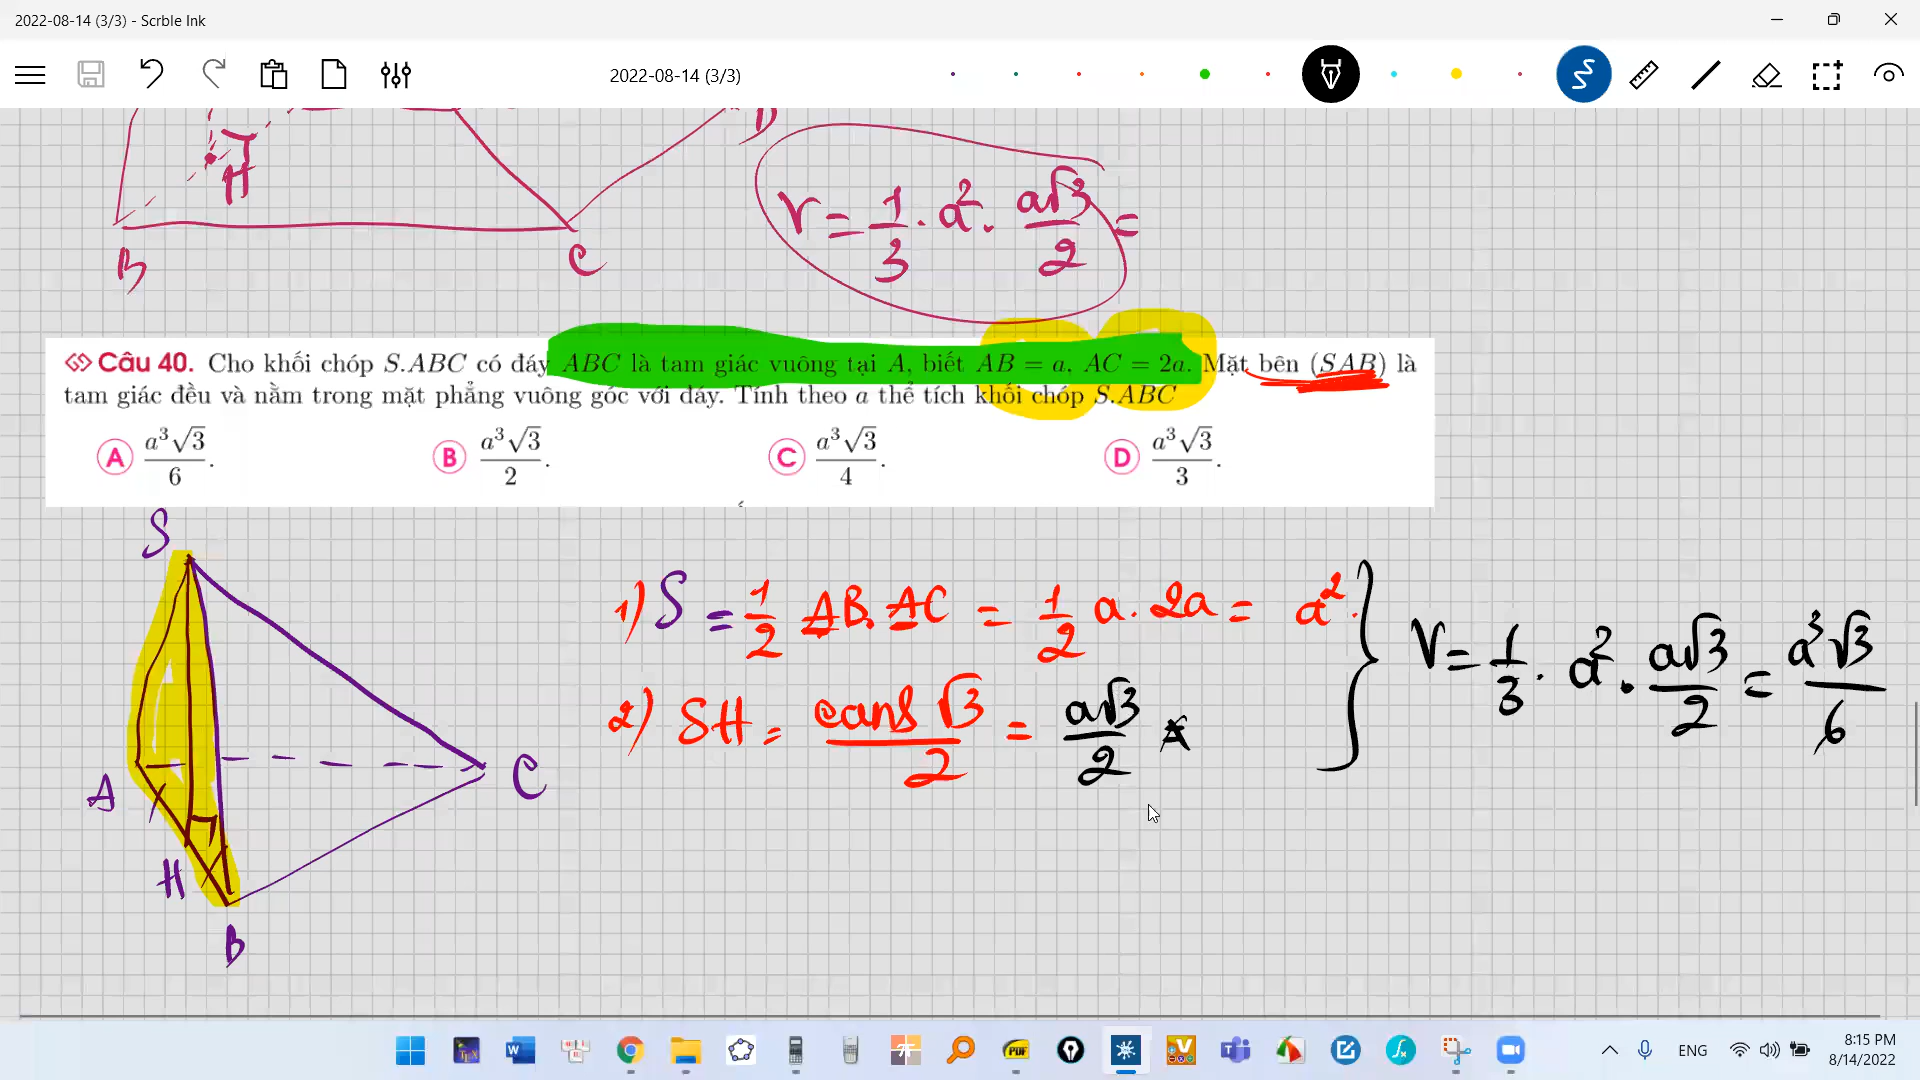 2022-08-14 (3/3) - Scrble Ink
2022-08-14 (3/3)
D
H
B
C
V = 1/3 . a² . a√3/2 =
Câu 40. Cho khối chóp S.ABC có đáy ABC là tam giác vuông tại A, biết AB = a, AC = 2a. Mặt bên (SAB) là
tam giác đều và nằm trong mặt phẳng vuông góc với đáy. Tính theo a thể tích khối chóp S.ABC
A a³√3/6. B a³√3/2. C a³√3/4. D a³√3/3.
S
A
H
B
C
1) S = 1/2 AB.AC = 1/2 a.2a = a².
2) SH = cạnh √3/2 = a√3/2
V = 1/3 . a² . a√3/2 = a³√3/6
ENG
8:15 PM
8/14/2022